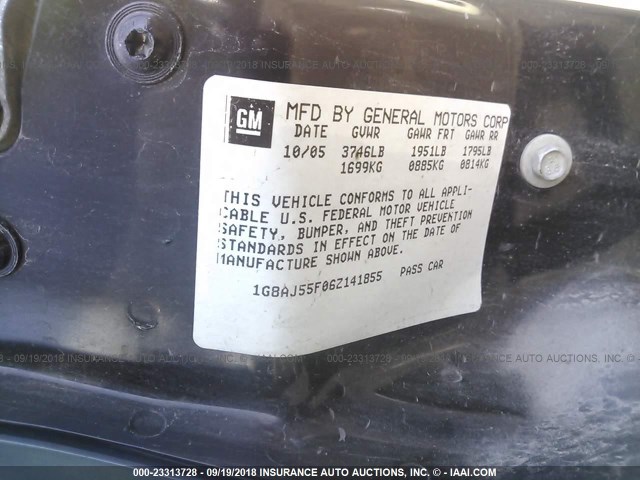 GM
MFD BY GENERAL MOTORS CORP
DATE GVWR GAWR FRT GAWR RR
10/05 3746LB 1951LB 1795LB
1699KG 0885KG 0814KG
THIS VEHICLE CONFORMS TO ALL APPLI-
CABLE U.S. FEDERAL MOTOR VEHICLE
SAFETY, BUMPER, AND THEFT PREVENTION
STANDARDS IN EFFECT ON THE DATE OF
MANUFACTURE SHOWN ABOVE.
1G8AJ55F06Z141855 PASS CAR
000-23313728 - 09/19/2018 - INSURANCE AUTO AUCTIONS, INC. - © - IAAI.COM